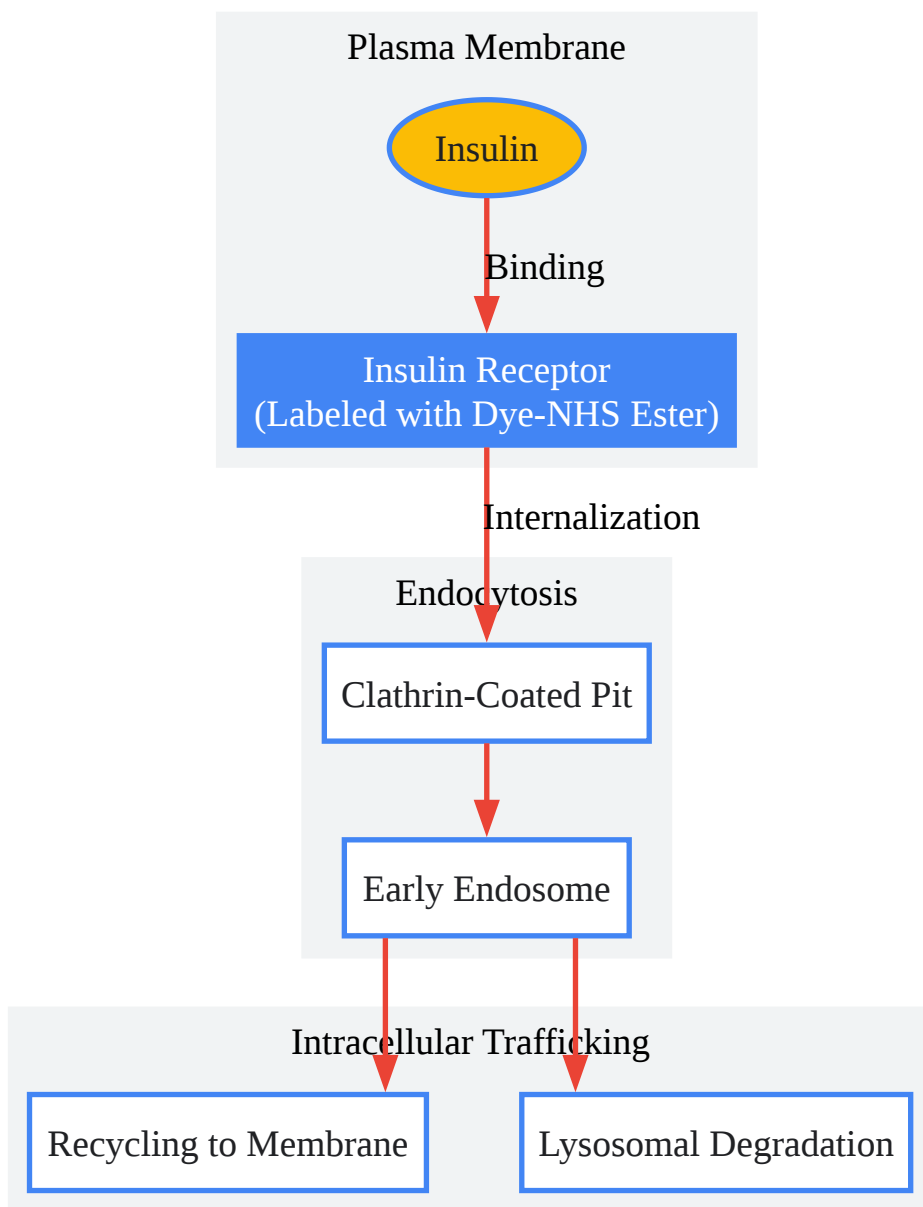 Plasma Membrane
Insulin
Binding
Insulin Receptor
(Labeled with Dye-NHS Ester)
Internalization
Endocytosis
Clathrin-Coated Pit
Early Endosome
Intracellular Trafficking
Recycling to Membrane
Lysosomal Degradation